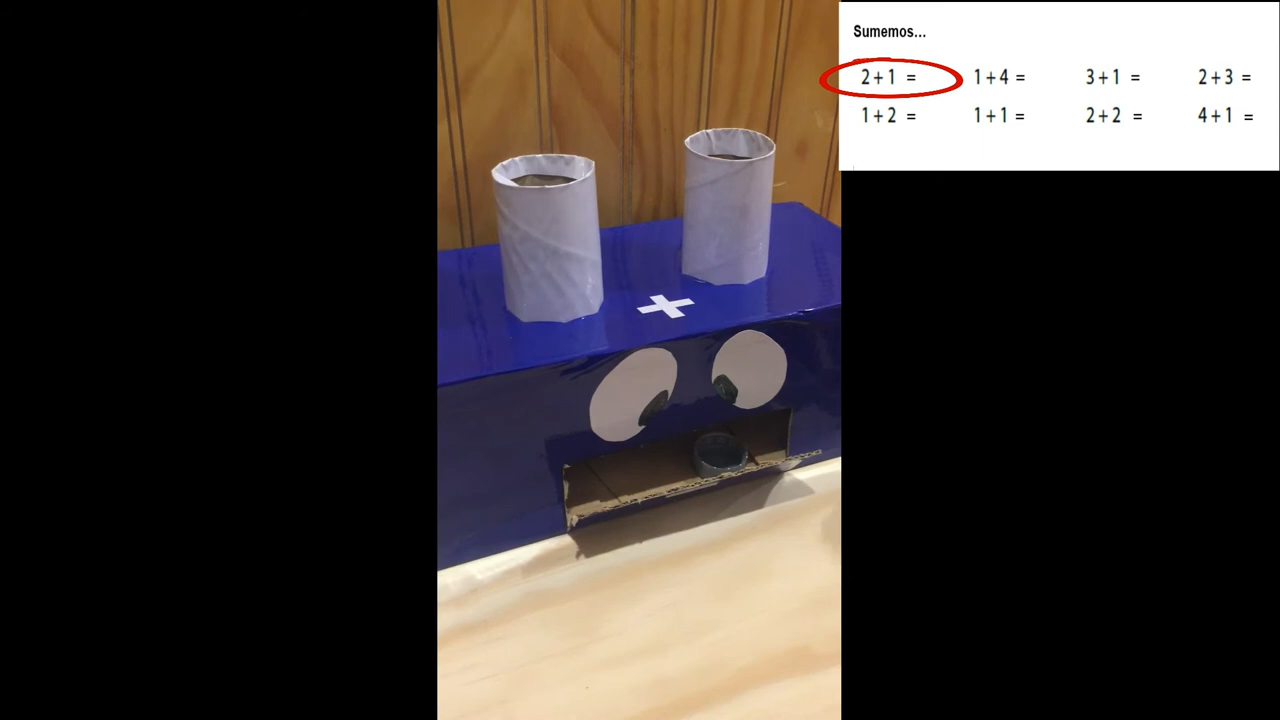 Sumemos...
2+1 = 1+4 = 3+1 = 2+3 =
1+2 = 1+1 = 2+2 = 4+1 =
+